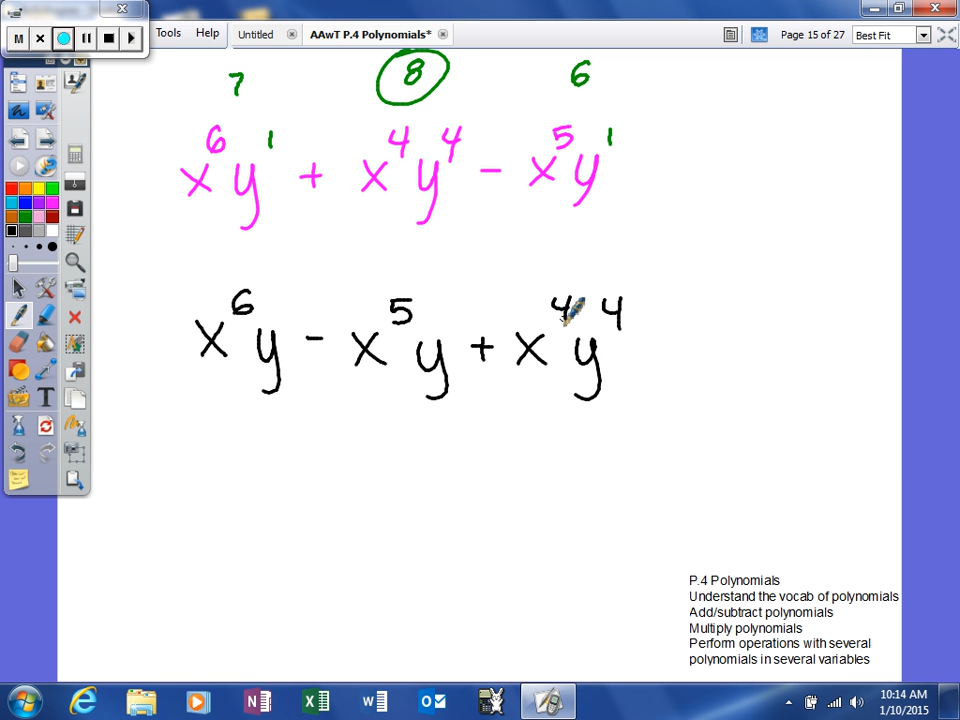 M
Tools Help Untitled AAwT P.4 Polynomials* Page 15 of 27 Best Fit
7 8 6
x⁶y¹ + x⁴y⁴ - x⁵y¹
x⁶y - x⁵y + x⁴y⁴
P.4 Polynomials
Understand the vocab of polynomials
Add/subtract polynomials
Multiply polynomials
Perform operations with several
polynomials in several variables
10:14 AM
1/10/2015